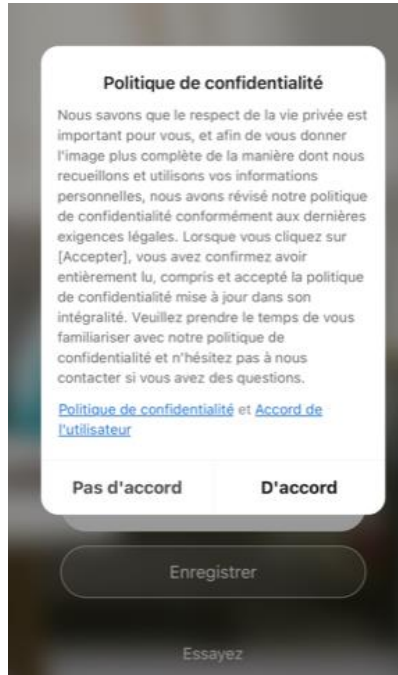 Politique de confidentialité
Nous savons que le respect de la vie privée est
important pour vous, et afin de vous donner
l'image plus complète de la manière dont nous
recueillons et utilisons vos informations
personnelles, nous avons révisé notre politique
de confidentialité conformément aux dernières
exigences légales. Lorsque vous cliquez sur
[Accepter], vous avez confirmez avoir
entièrement lu, compris et accepté la politique
de confidentialité mise à jour dans son
intégralité. Veuillez prendre le temps de vous
familiariser avec notre politique de
confidentialité et n'hésitez pas à nous
contacter si vous avez des questions.
Politique de confidentialité et Accord de
l'utilisateur
Pas d'accord D'accord
Enregistrer
Essayez